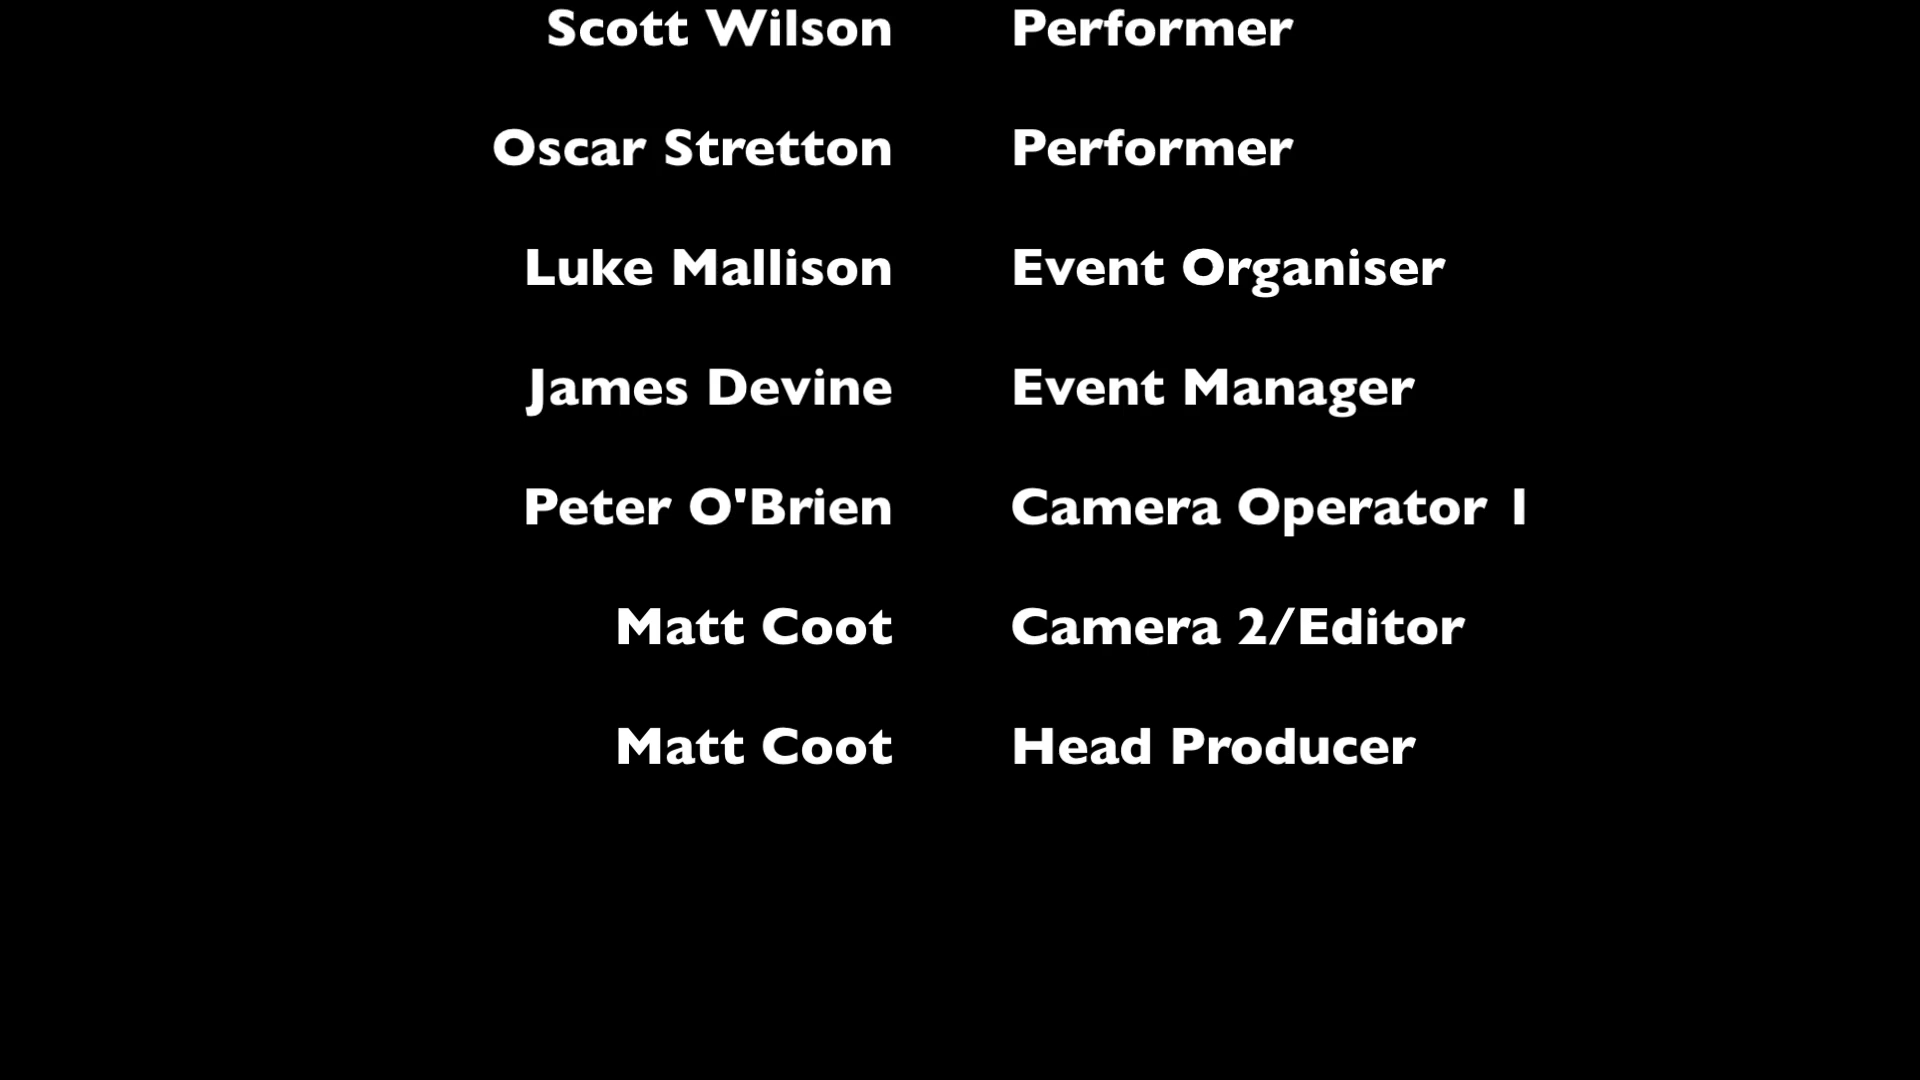 Scott Wilson Performer
Oscar Stretton Performer
Luke Mallison Event Organiser
James Devine Event Manager
Peter O'Brien Camera Operator 1
Matt Coot Camera 2/Editor
Matt Coot Head Producer